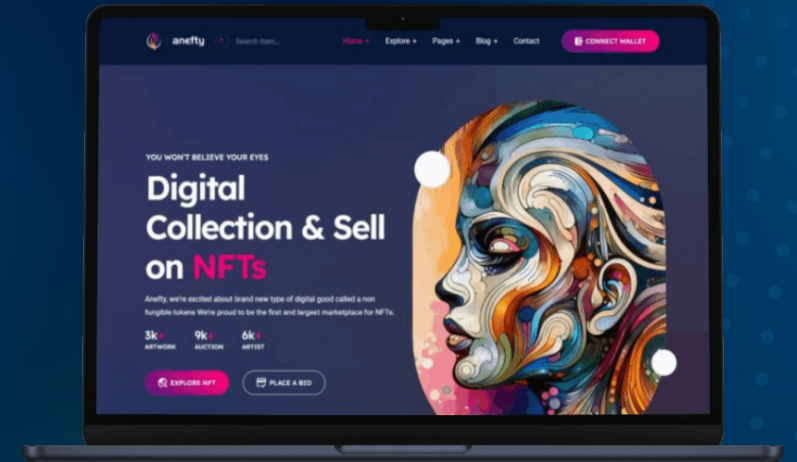 anefty
Search item...
Home +
Explore +
Pages +
Blog +
Contact
CONNECT WALLET
YOU WON'T BELIEVE YOUR EYES
Digital
Collection & Sell
on NFTs
Anefty, we're excited about brand new type of digital good called a non
fungible tokens We're proud to be the first and largest marketplace for NFTs.
3k+ 9k+ 6k+
ARTWORK AUCTION ARTIST
EXPLORE NFT
PLACE A BID